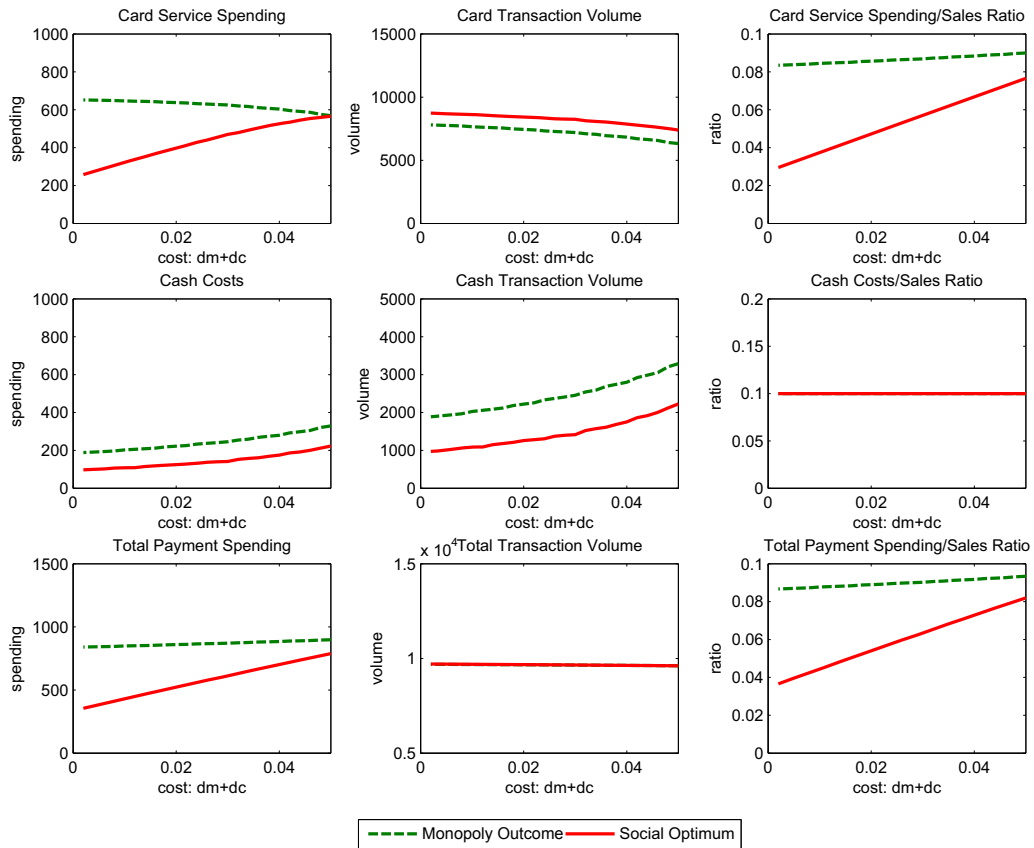 Card Service Spending
1000
800
600
400
200
0
spending
0 0.02 0.04
cost: dm+dc
Card Transaction Volume
15000
10000
5000
0
volume
0 0.02 0.04
cost: dm+dc
Card Service Spending/Sales Ratio
0.1
0.08
0.06
0.04
0.02
0
ratio
0 0.02 0.04
cost: dm+dc
Cash Costs
1000
800
600
400
200
0
spending
0 0.02 0.04
cost: dm+dc
Cash Transaction Volume
5000
4000
3000
2000
1000
0
volume
0 0.02 0.04
cost: dm+dc
Cash Costs/Sales Ratio
0.2
0.15
0.1
0.05
0
ratio
0 0.02 0.04
cost: dm+dc
Total Payment Spending
1500
1000
500
0
spending
0 0.02 0.04
cost: dm+dc
x 10^4 Total Transaction Volume
1.5
1
0.5
volume
0 0.02 0.04
cost: dm+dc
Total Payment Spending/Sales Ratio
0.1
0.08
0.06
0.04
0.02
0
ratio
0 0.02 0.04
cost: dm+dc
Monopoly Outcome Social Optimum